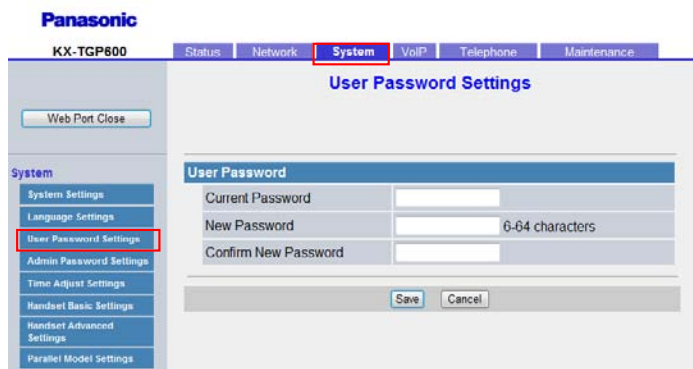 Panasonic
KX-TGP600
Status Network System VoIP Telephone Maintenance
User Password Settings
Web Port Close
System
System Settings
Language Settings
User Password Settings
Admin Password Settings
Time Adjust Settings
Handset Basic Settings
Handset Advanced
Settings
Parallel Model Settings
User Password
Current Password
New Password 6-64 characters
Confirm New Password
Save Cancel